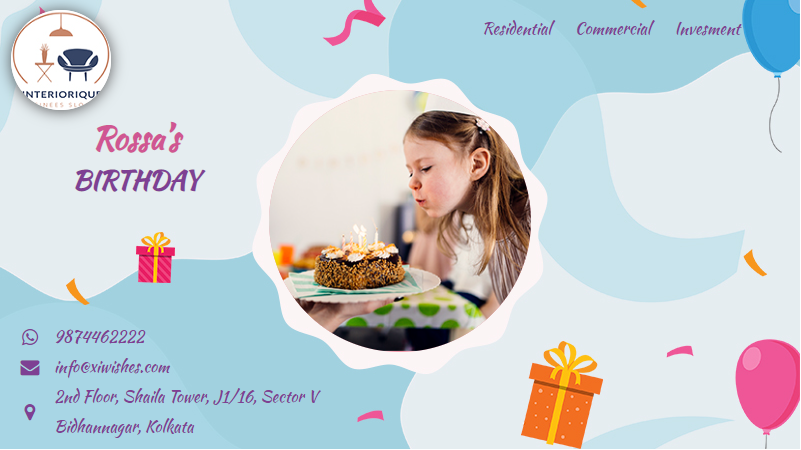 Residential Commercial Invesment
INTERIORIQUE
Rossa's
BIRTHDAY
9874462222
info@xiwishes.com
2nd Floor, Shaila Tower, J1/16, Sector V
Bidhannagar, Kolkata